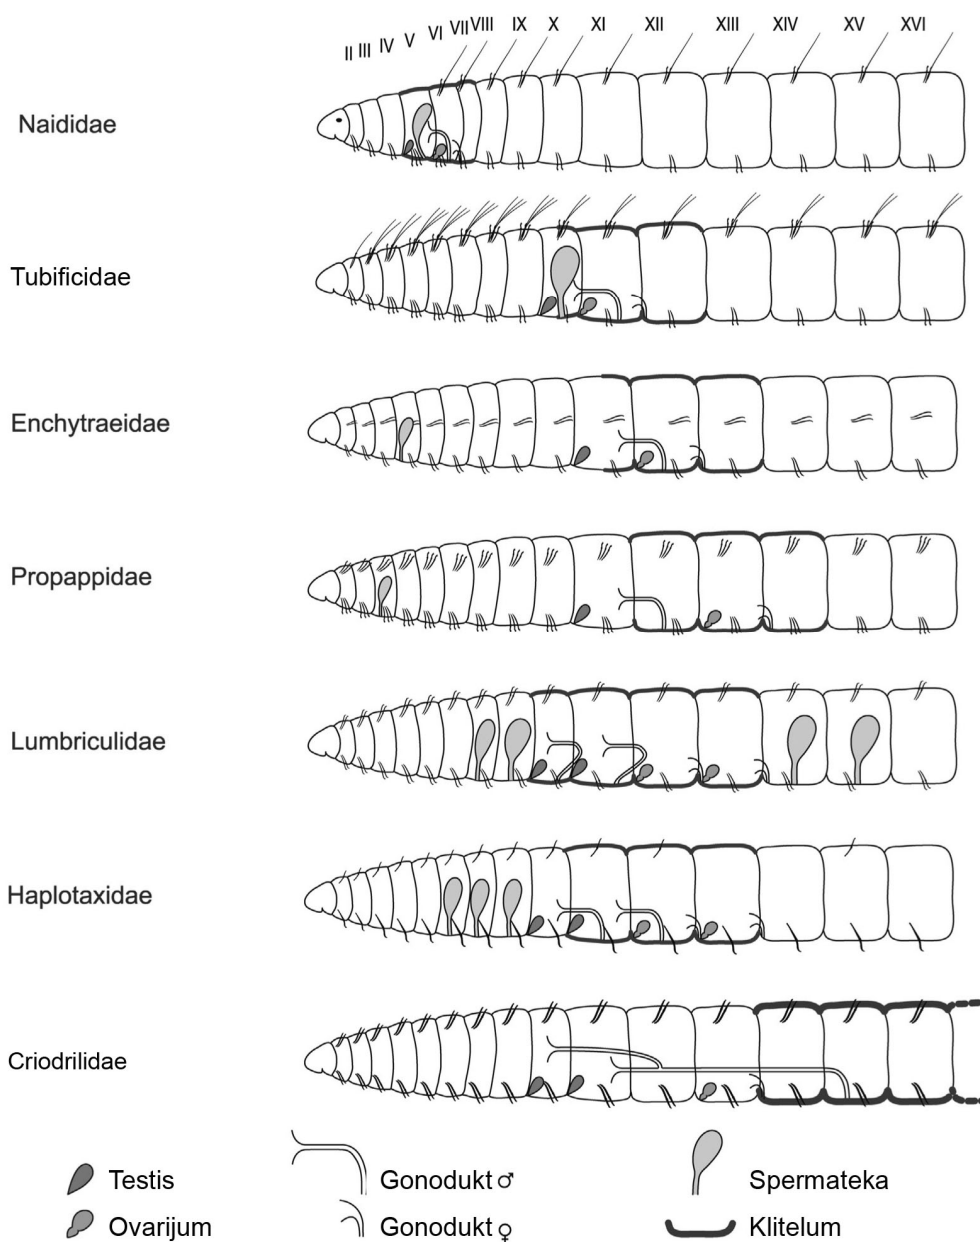 II III IV V VI VII VIII IX X XI XII XIII XIV XV XVI
Naididae
Tubificidae
Enchytraeidae
Propappidae
Lumbriculidae
Haplotaxidae
Criodrilidae
Testis Gonodukt ♂ Spermateka
Ovarijum Gonodukt ♀ Klitelum